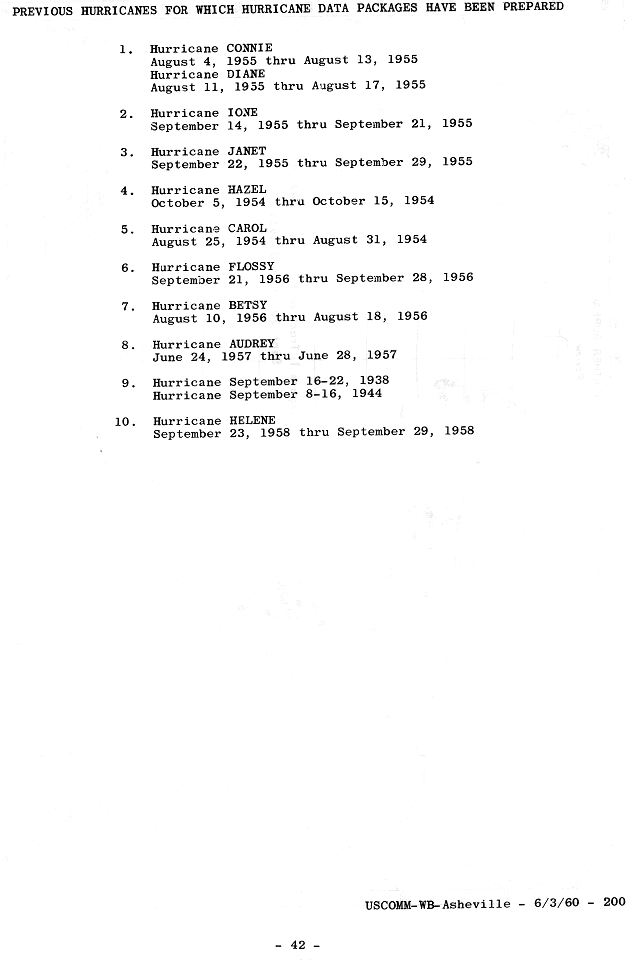 PREVIOUS HURRICANES FOR WHICH HURRICANE DATA PACKAGES HAVE BEEN PREPARED
1. Hurricane CONNIE
August 4, 1955 thru August 13, 1955
Hurricane DIANE
August 11, 1955 thru August 17, 1955
2. Hurricane IONE
September 14, 1955 thru September 21, 1955
3. Hurricane JANET
September 22, 1955 thru September 29, 1955
4. Hurricane HAZEL
October 5, 1954 thru October 15, 1954
5. Hurricane CAROL
August 25, 1954 thru August 31, 1954
6. Hurricane FLOSSY
September 21, 1956 thru September 28, 1956
7. Hurricane BETSY
August 10, 1956 thru August 18, 1956
8. Hurricane AUDREY
June 24, 1957 thru June 28, 1957
9. Hurricane September 16-22, 1938
Hurricane September 8-16, 1944
10. Hurricane HELENE
September 23, 1958 thru September 29, 1958
USCOMM-WB-Asheville - 6/3/60 - 200
- 42 -